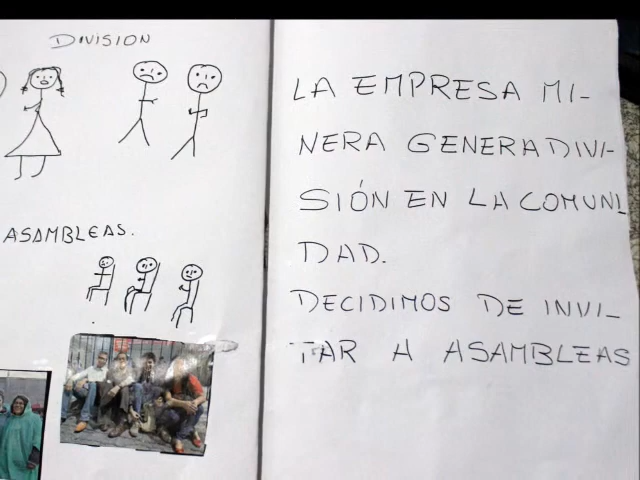 DIVISION
ASAMBLEAS.
LA EMPRESA MI-
NERA GENERA DIVI-
SIÓN EN LA COMUNI
DAD.
DECIDIMOS DE INVI-
TAR A ASAMBLEAS